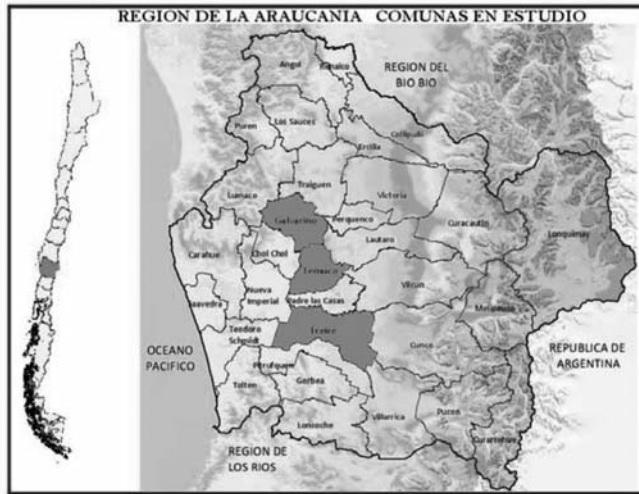 REGION DE LA ARAUCANIA COMUNAS EN ESTUDIO
REGION DEL
BIO BIO
Angol
Renaico
Los Sauces
Puren
Collipulli
Ercilla
Traiguen
Victoria
Lumaco
Galvarino
Perquenco
Curacautin
Lonquimay
Carahue
Chol Chol
Lautaro
Temuco
Vilcun
Melipeuco
Saavedra
Nueva
Imperial
Padre las Casas
Teodoro
Schmidt
Freire
Cunco
OCEANO
PACIFICO
REPUBLICA DE
ARGENTINA
Pitrufquen
Tolten
Gorbea
Loncoche
Villarrica
Pucon
Curarrehue
REGION DE
LOS RIOS